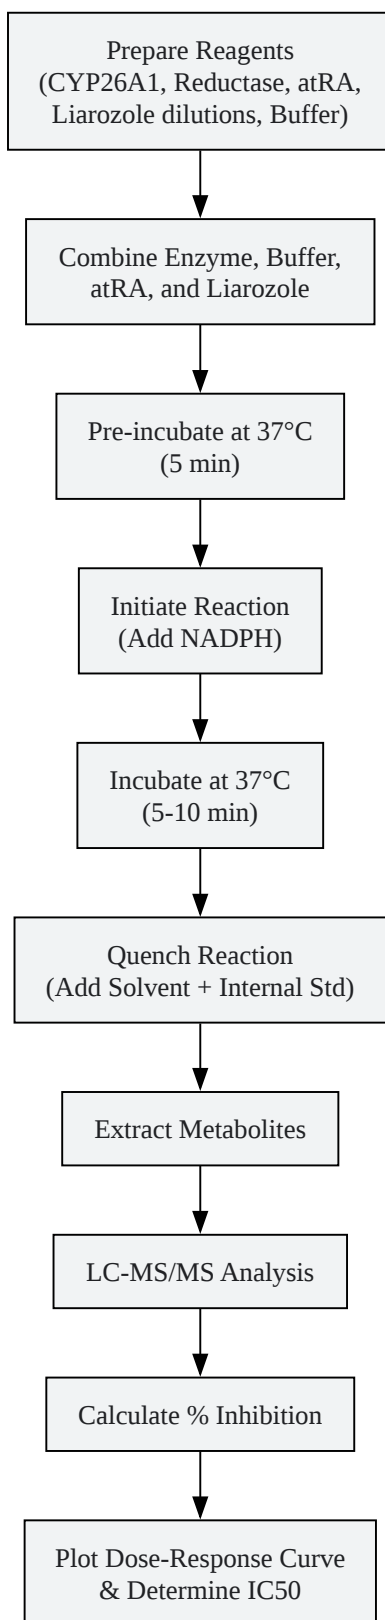 Prepare Reagents
(CYP26A1, Reductase, atRA,
Liarozole dilutions, Buffer)
Combine Enzyme, Buffer,
atRA, and Liarozole
Pre-incubate at 37°C
(5 min)
Initiate Reaction
(Add NADPH)
Incubate at 37°C
(5-10 min)
Quench Reaction
(Add Solvent + Internal Std)
Extract Metabolites
LC-MS/MS Analysis
Calculate % Inhibition
Plot Dose-Response Curve
& Determine IC50